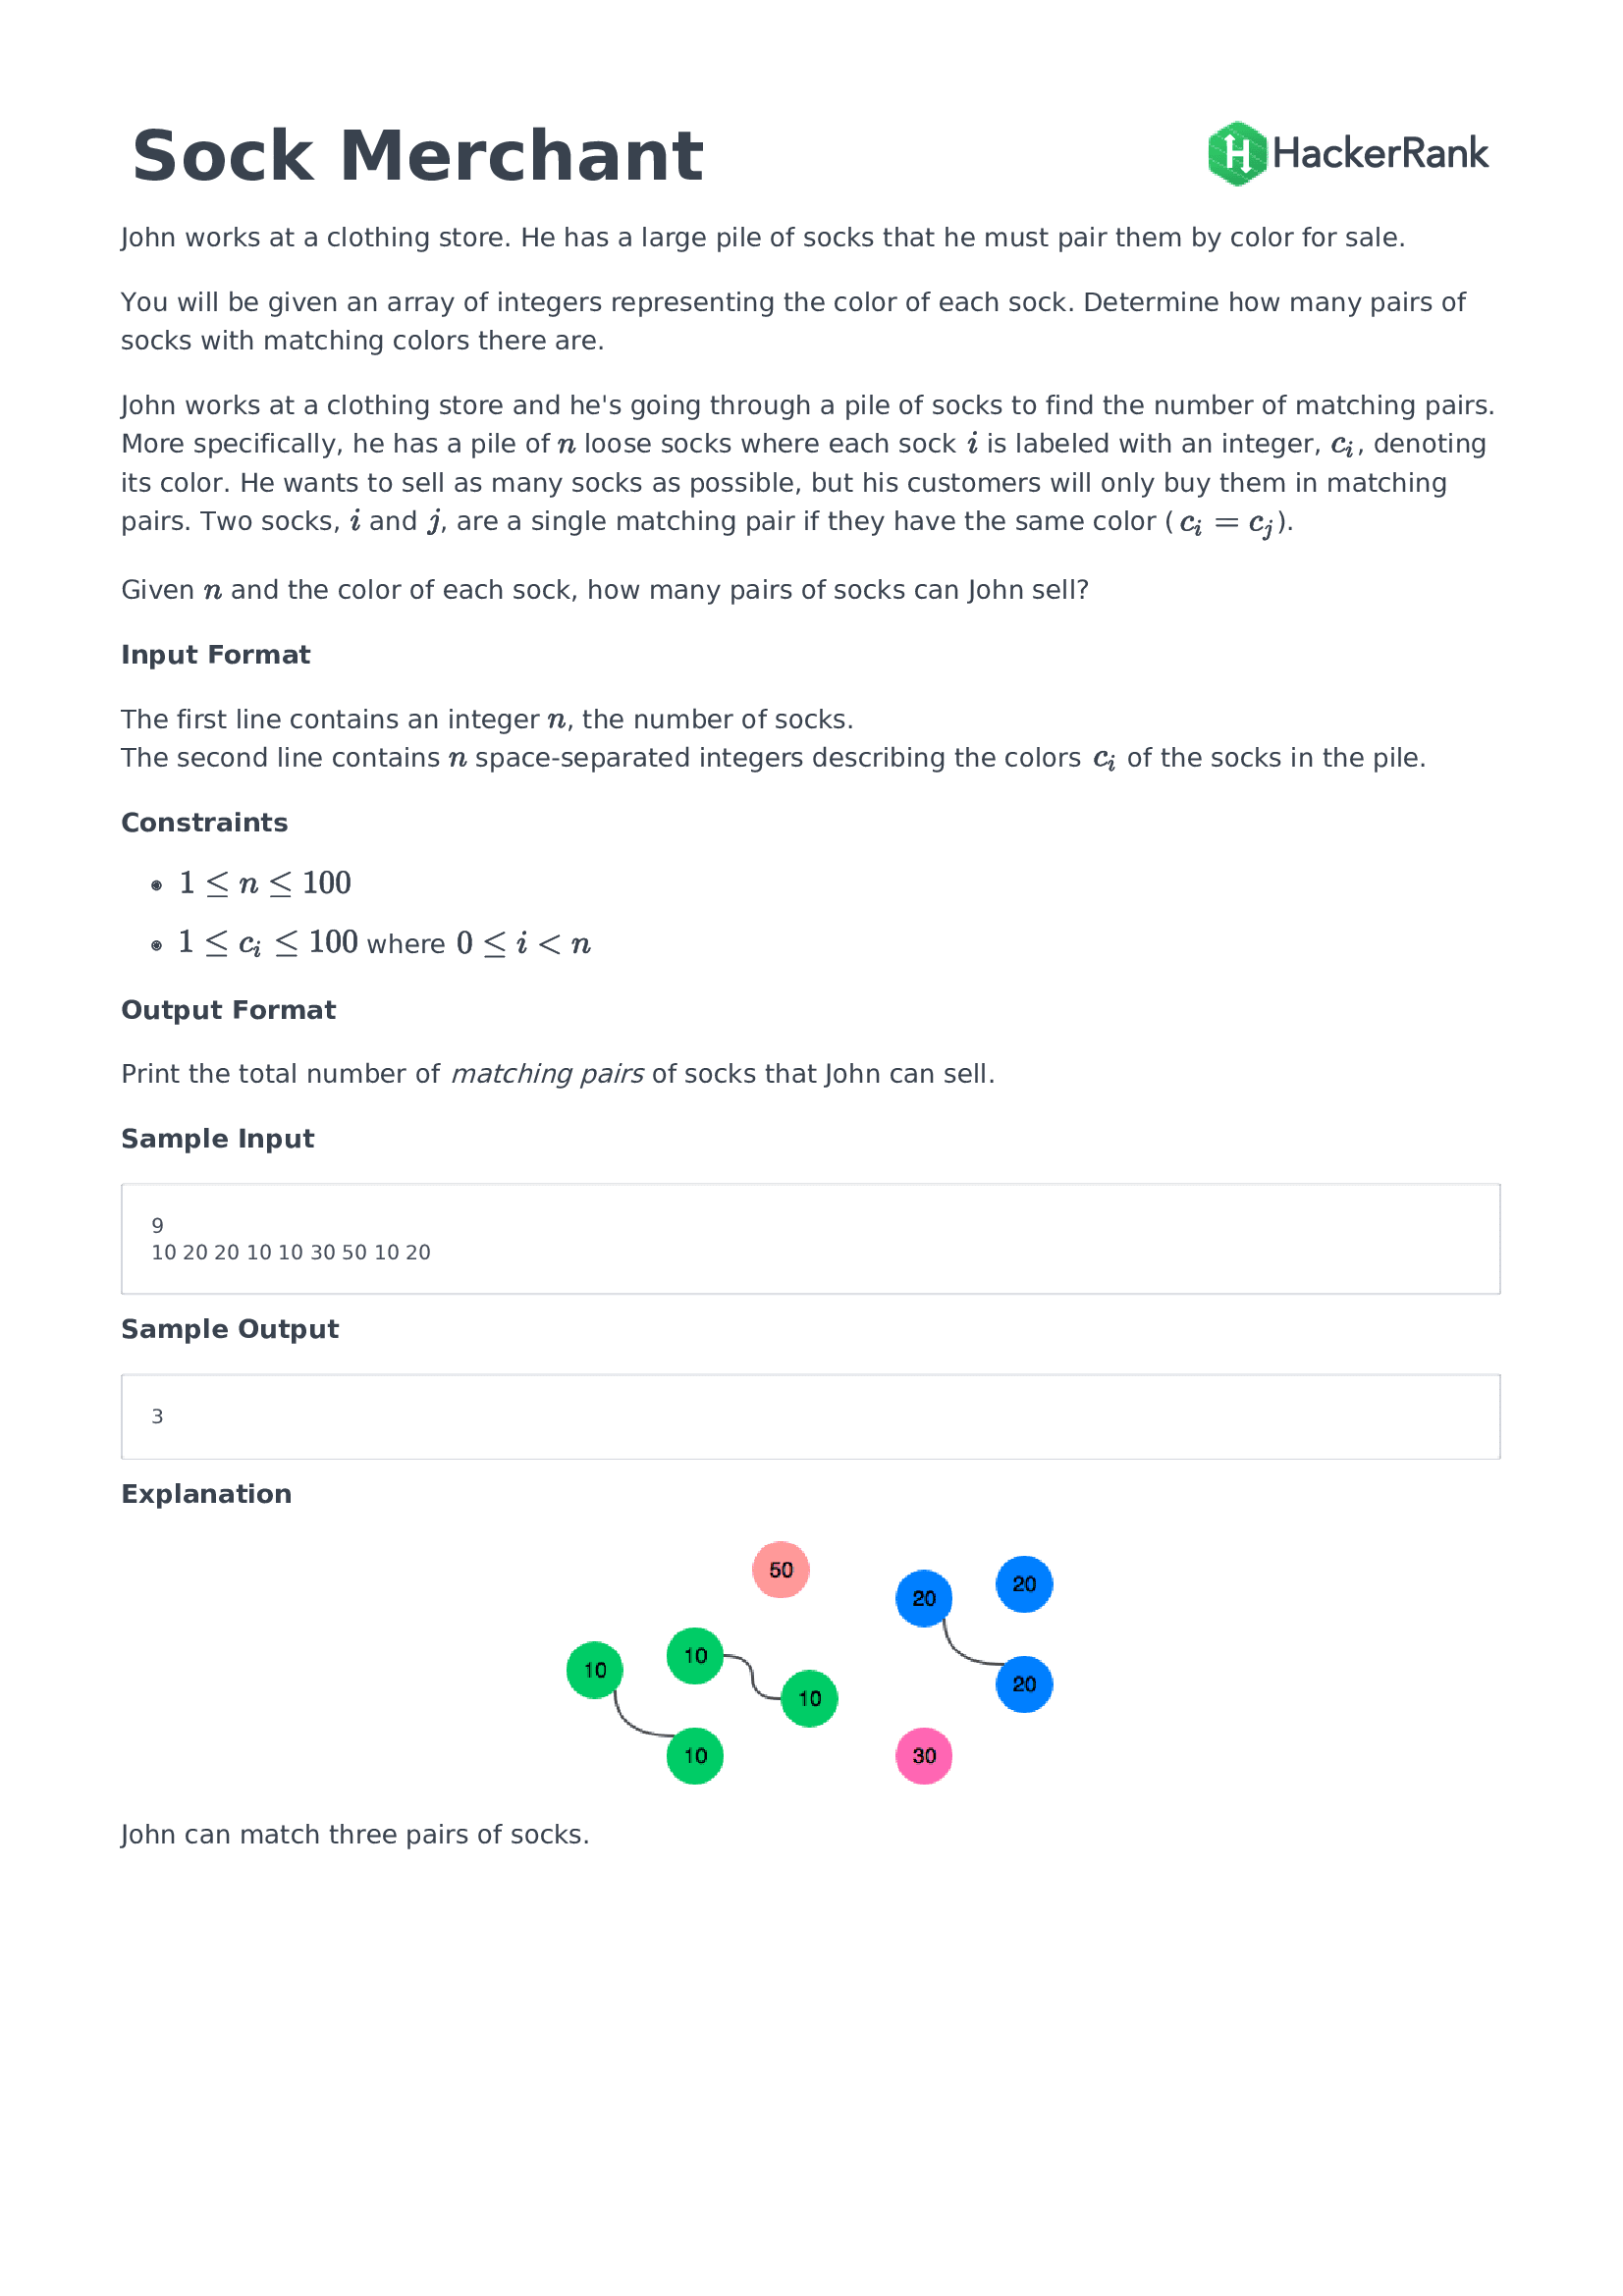 Sock Merchant
HackerRank
John works at a clothing store. He has a large pile of socks that he must pair them by color for sale.
You will be given an array of integers representing the color of each sock. Determine how many pairs of
socks with matching colors there are.
John works at a clothing store and he's going through a pile of socks to find the number of matching pairs.
More specifically, he has a pile of n loose socks where each sock i is labeled with an integer, c_i, denoting
its color. He wants to sell as many socks as possible, but his customers will only buy them in matching
pairs. Two socks, i and j, are a single matching pair if they have the same color (c_i = c_j).
Given n and the color of each sock, how many pairs of socks can John sell?
Input Format
The first line contains an integer n, the number of socks.
The second line contains n space-separated integers describing the colors c_i of the socks in the pile.
Constraints
• 1 ≤ n ≤ 100
• 1 ≤ c_i ≤ 100 where 0 ≤ i < n
Output Format
Print the total number of matching pairs of socks that John can sell.
Sample Input
9
10 20 20 10 10 30 50 10 20
Sample Output
3
Explanation
50
20
20
10
10
10
20
10
30
John can match three pairs of socks.